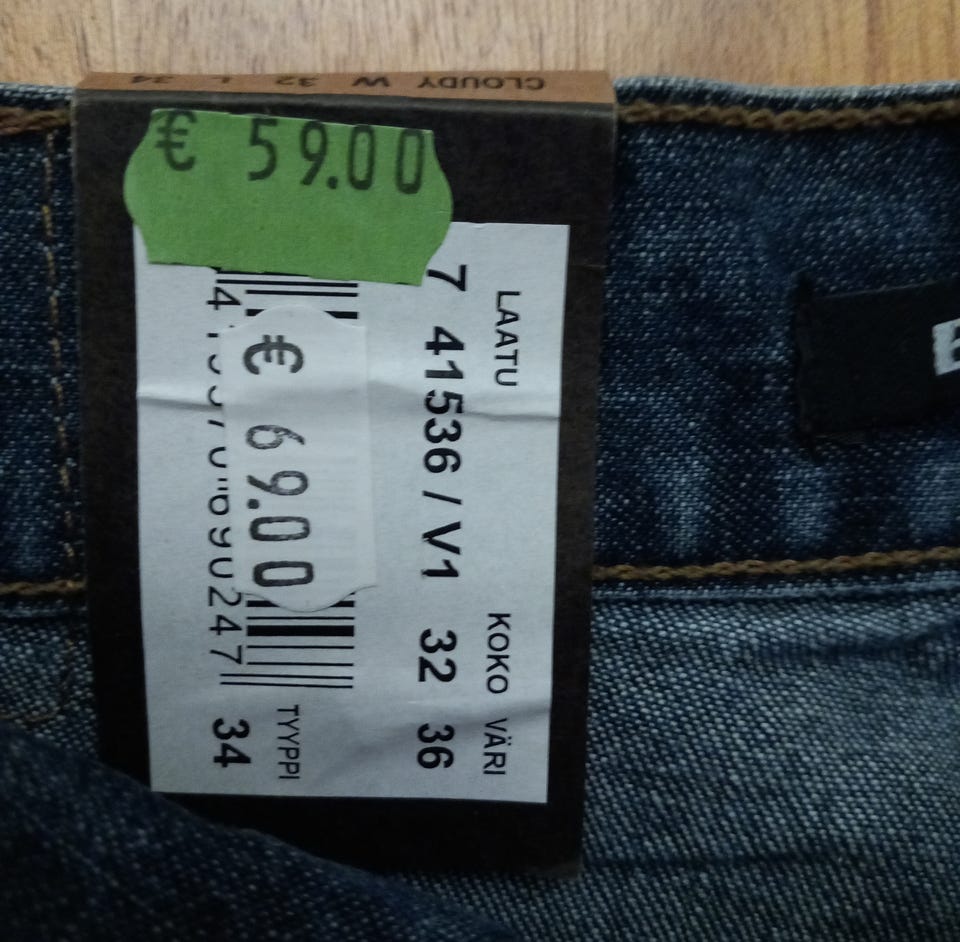 CLOUDY W 32 L 34
€ 59.00
LAATU KOKO VÄRI
7 41536 / V1 32 36
€ 69.00
TYYPPI
34